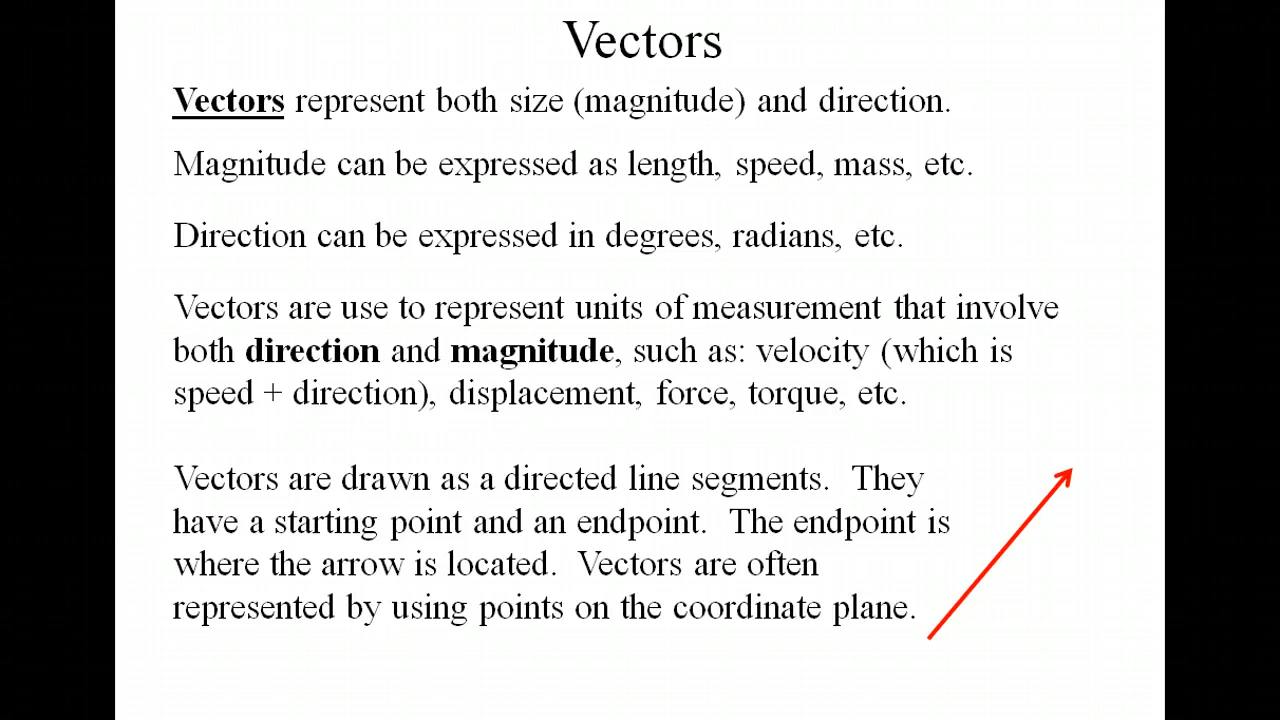 Vectors
Vectors represent both size (magnitude) and direction.
Magnitude can be expressed as length, speed, mass, etc.
Direction can be expressed in degrees, radians, etc.
Vectors are use to represent units of measurement that involve
both direction and magnitude, such as: velocity (which is
speed + direction), displacement, force, torque, etc.
Vectors are drawn as a directed line segments.  They
have a starting point and an endpoint.  The endpoint is
where the arrow is located.  Vectors are often
represented by using points on the coordinate plane.